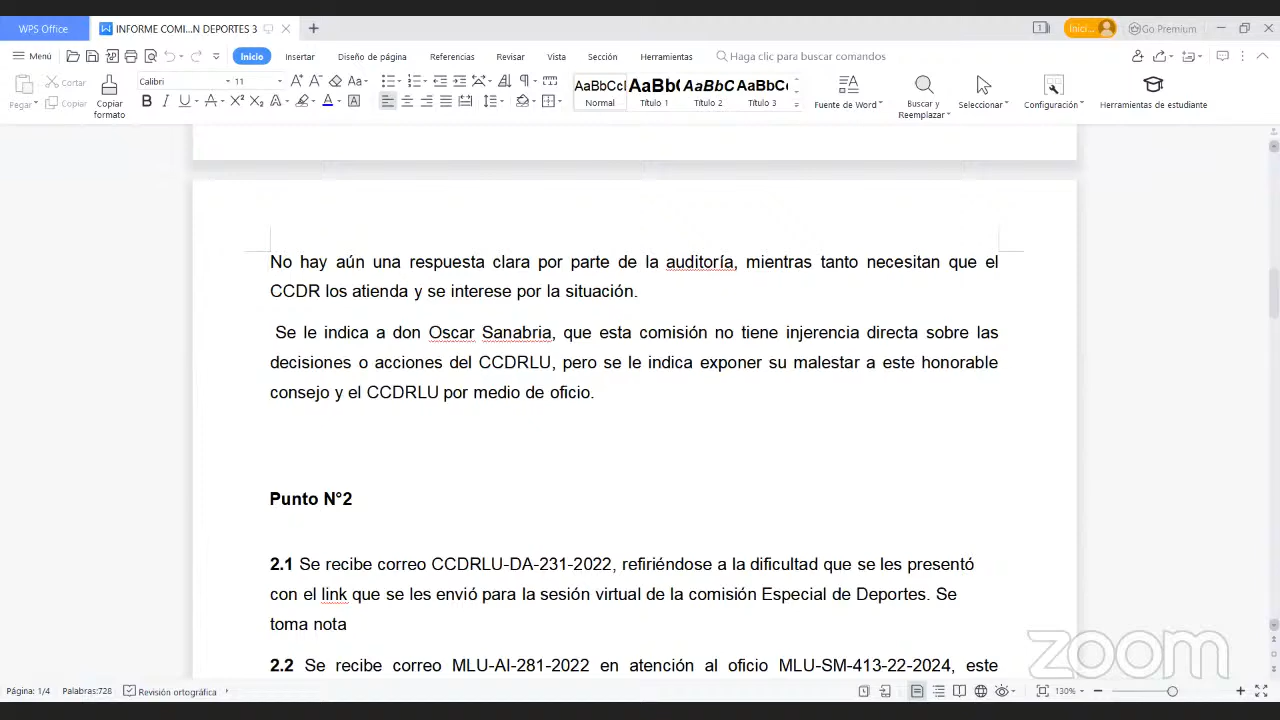 WPS Office
INFORME COMI...N DEPORTES 3
Inici...
Go Premium
Menú
Inicio
Insertar
Diseño de página
Referencias
Revisar
Vista
Sección
Herramientas
Haga clic para buscar comandos
Pegar
Cortar
Copiar
Copiar formato
Calibri
11
AaBbCcI
Normal
AaBb(
Título 1
AaBbC
Título 2
AaBbC
Título 3
Fuente de Word
Buscar y Reemplazar
Seleccionar
Configuración
Herramientas de estudiante
No hay aún una respuesta clara por parte de la auditoría, mientras tanto necesitan que el
CCDR los atienda y se interese por la situación.
Se le indica a don Oscar Sanabria, que esta comisión no tiene injerencia directa sobre las
decisiones o acciones del CCDRLU, pero se le indica exponer su malestar a este honorable
consejo y el CCDRLU por medio de oficio.
Punto N°2
2.1 Se recibe correo CCDRLU-DA-231-2022, refiriéndose a la dificultad que se les presentó
con el link que se les envió para la sesión virtual de la comisión Especial de Deportes. Se
toma nota
2.2 Se recibe correo MLU-AI-281-2022 en atención al oficio MLU-SM-413-22-2024, este
zoom
Página: 1/4
Palabras:728
Revisión ortográfica
130%